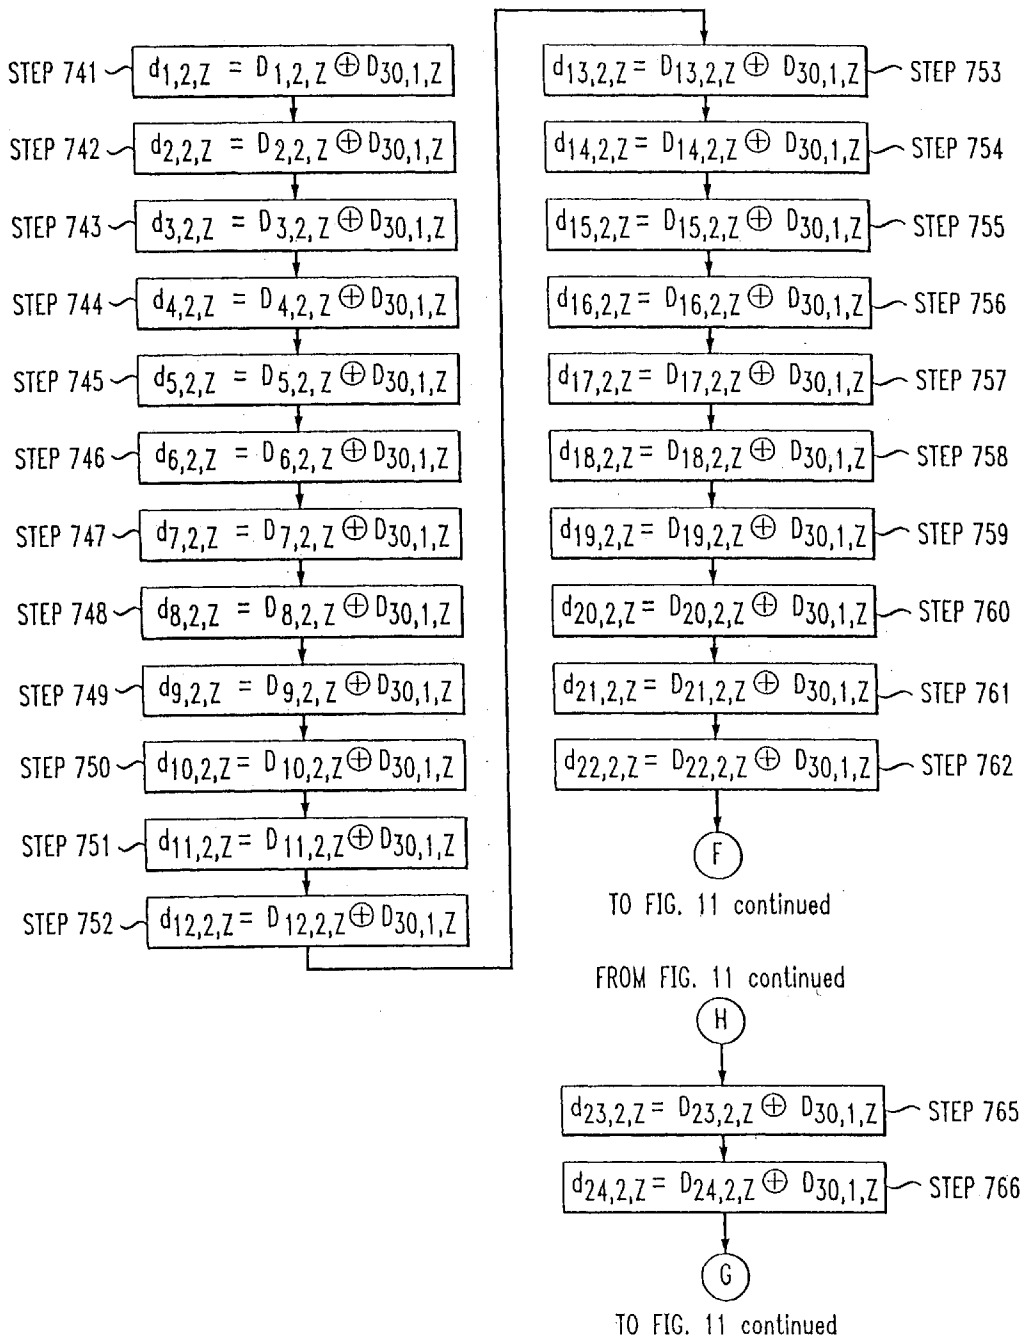 STEP 741 d1,2,Z = D1,2,Z ⊕ D30,1,Z
STEP 742 d2,2,Z = D2,2,Z ⊕ D30,1,Z
STEP 743 d3,2,Z = D3,2,Z ⊕ D30,1,Z
STEP 744 d4,2,Z = D4,2,Z ⊕ D30,1,Z
STEP 745 d5,2,Z = D5,2,Z ⊕ D30,1,Z
STEP 746 d6,2,Z = D6,2,Z ⊕ D30,1,Z
STEP 747 d7,2,Z = D7,2,Z ⊕ D30,1,Z
STEP 748 d8,2,Z = D8,2,Z ⊕ D30,1,Z
STEP 749 d9,2,Z = D9,2,Z ⊕ D30,1,Z
STEP 750 d10,2,Z = D10,2,Z ⊕ D30,1,Z
STEP 751 d11,2,Z = D11,2,Z ⊕ D30,1,Z
STEP 752 d12,2,Z = D12,2,Z ⊕ D30,1,Z
d13,2,Z = D13,2,Z ⊕ D30,1,Z STEP 753
d14,2,Z = D14,2,Z ⊕ D30,1,Z STEP 754
d15,2,Z = D15,2,Z ⊕ D30,1,Z STEP 755
d16,2,Z = D16,2,Z ⊕ D30,1,Z STEP 756
d17,2,Z = D17,2,Z ⊕ D30,1,Z STEP 757
d18,2,Z = D18,2,Z ⊕ D30,1,Z STEP 758
d19,2,Z = D19,2,Z ⊕ D30,1,Z STEP 759
d20,2,Z = D20,2,Z ⊕ D30,1,Z STEP 760
d21,2,Z = D21,2,Z ⊕ D30,1,Z STEP 761
d22,2,Z = D22,2,Z ⊕ D30,1,Z STEP 762
F
TO FIG. 11 continued
FROM FIG. 11 continued
H
d23,2,Z = D23,2,Z ⊕ D30,1,Z STEP 765
d24,2,Z = D24,2,Z ⊕ D30,1,Z STEP 766
G
TO FIG. 11 continued